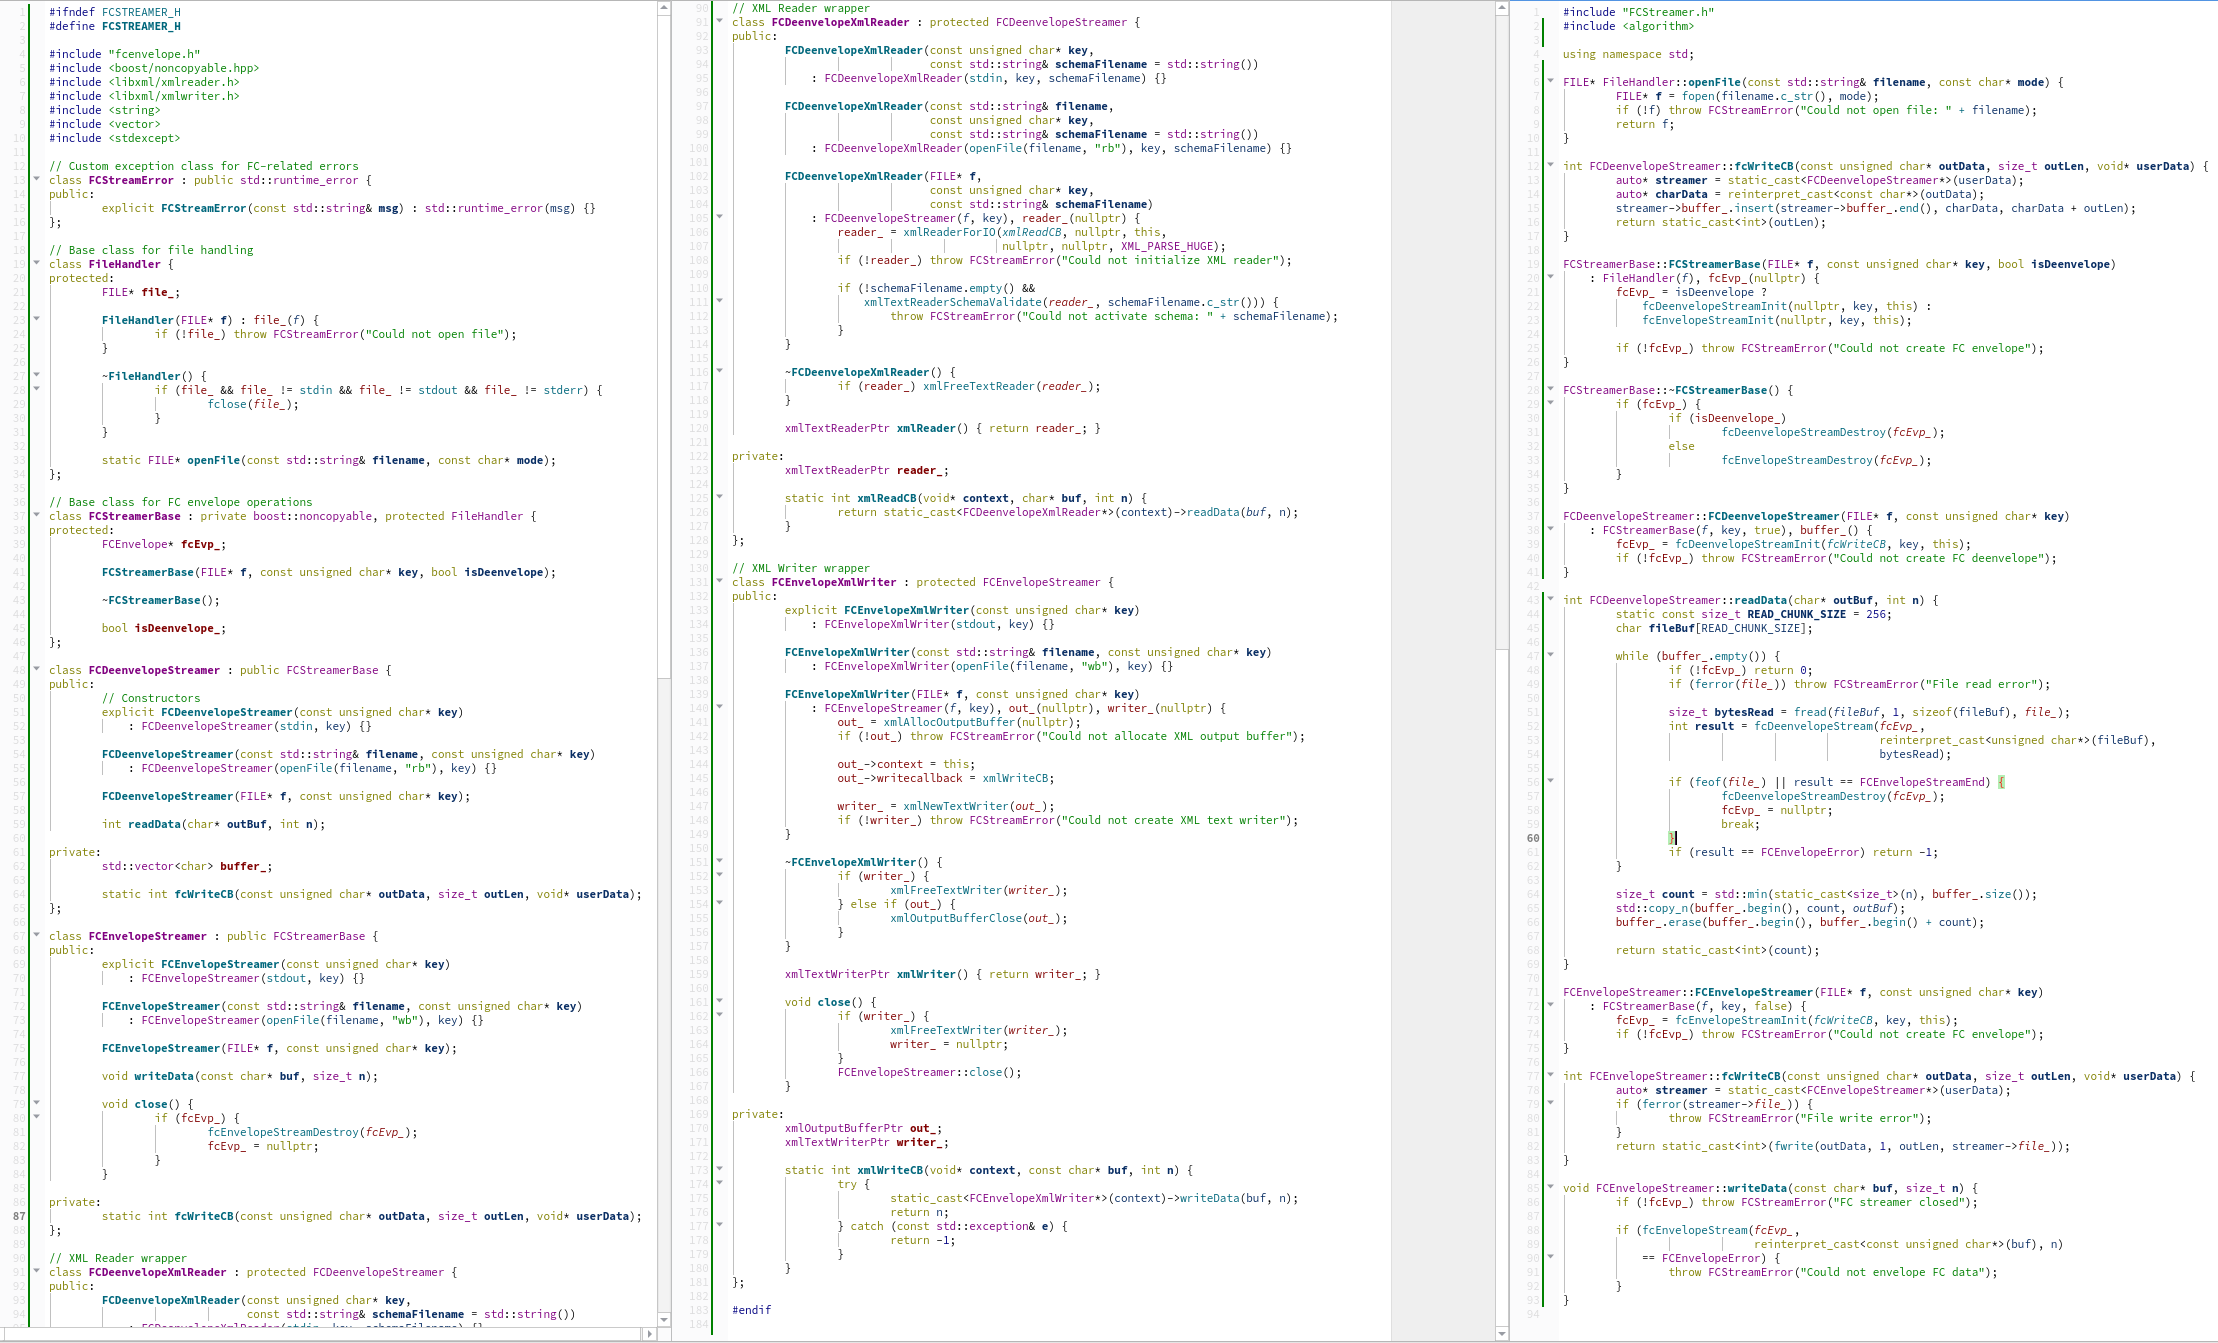 #ifndef FCSTREAMER_H
#define FCSTREAMER_H

#include "fcenvelope.h"
#include <boost/noncopyable.hpp>
#include <libxml/xmlreader.h>
#include <libxml/xmlwriter.h>
#include <string>
#include <vector>
#include <stdexcept>

// Custom exception class for FC-related errors
class FCStreamError : public std::runtime_error {
public:
        explicit FCStreamError(const std::string& msg) : std::runtime_error(msg) {}
};

// Base class for file handling
class FileHandler {
protected:
        FILE* file_;

        FileHandler(FILE* f) : file_(f) {
                if (!file_) throw FCStreamError("Could not open file");
        }

        ~FileHandler() {
                if (file_ && file_ != stdin && file_ != stdout && file_ != stderr) {
                        fclose(file_);
                }
        }

        static FILE* openFile(const std::string& filename, const char* mode);
};

// Base class for FC envelope operations
class FCStreamerBase : private boost::noncopyable, protected FileHandler {
protected:
        FCEnvelope* fcEvp_;

        FCStreamerBase(FILE* f, const unsigned char* key, bool isDeenvelope);

        ~FCStreamerBase();

        bool isDeenvelope_;
};

class FCDeenvelopeStreamer : public FCStreamerBase {
public:
        // Constructors
        explicit FCDeenvelopeStreamer(const unsigned char* key)
            : FCDeenvelopeStreamer(stdin, key) {}

        FCDeenvelopeStreamer(const std::string& filename, const unsigned char* key)
            : FCDeenvelopeStreamer(openFile(filename, "rb"), key) {}

        FCDeenvelopeStreamer(FILE* f, const unsigned char* key);

        int readData(char* outBuf, int n);

private:
        std::vector<char> buffer_;

        static int fcWriteCB(const unsigned char* outData, size_t outLen, void* userData);
};

class FCEnvelopeStreamer : public FCStreamerBase {
public:
        explicit FCEnvelopeStreamer(const unsigned char* key)
            : FCEnvelopeStreamer(stdout, key) {}

        FCEnvelopeStreamer(const std::string& filename, const unsigned char* key)
            : FCEnvelopeStreamer(openFile(filename, "wb"), key) {}

        FCEnvelopeStreamer(FILE* f, const unsigned char* key);

        void writeData(const char* buf, size_t n);

        void close() {
                if (fcEvp_) {
                        fcEnvelopeStreamDestroy(fcEvp_);
                        fcEvp_ = nullptr;
                }
        }

private:
        static int fcWriteCB(const unsigned char* outData, size_t outLen, void* userData);
};

// XML Reader wrapper
class FCDeenvelopeXmlReader : protected FCDeenvelopeStreamer {
public:
        FCDeenvelopeXmlReader(const unsigned char* key,
                              const std::string& schemaFilename = std::string())

// XML Reader wrapper
class FCDeenvelopeXmlReader : protected FCDeenvelopeStreamer {
public:
        FCDeenvelopeXmlReader(const unsigned char* key,
                              const std::string& schemaFilename = std::string())
            : FCDeenvelopeXmlReader(stdin, key, schemaFilename) {}

        FCDeenvelopeXmlReader(const std::string& filename,
                              const unsigned char* key,
                              const std::string& schemaFilename = std::string())
            : FCDeenvelopeXmlReader(openFile(filename, "rb"), key, schemaFilename) {}

        FCDeenvelopeXmlReader(FILE* f,
                              const unsigned char* key,
                              const std::string& schemaFilename)
            : FCDeenvelopeStreamer(f, key), reader_(nullptr) {
                reader_ = xmlReaderForIO(xmlReadCB, nullptr, this,
                                         nullptr, nullptr, XML_PARSE_HUGE);
                if (!reader_) throw FCStreamError("Could not initialize XML reader");

                if (!schemaFilename.empty() &&
                    xmlTextReaderSchemaValidate(reader_, schemaFilename.c_str())) {
                        throw FCStreamError("Could not activate schema: " + schemaFilename);
                }
        }

        ~FCDeenvelopeXmlReader() {
                if (reader_) xmlFreeTextReader(reader_);
        }

        xmlTextReaderPtr xmlReader() { return reader_; }

private:
        xmlTextReaderPtr reader_;

        static int xmlReadCB(void* context, char* buf, int n) {
                return static_cast<FCDeenvelopeXmlReader*>(context)->readData(buf, n);
        }
};

// XML Writer wrapper
class FCEnvelopeXmlWriter : protected FCEnvelopeStreamer {
public:
        explicit FCEnvelopeXmlWriter(const unsigned char* key)
            : FCEnvelopeXmlWriter(stdout, key) {}

        FCEnvelopeXmlWriter(const std::string& filename, const unsigned char* key)
            : FCEnvelopeXmlWriter(openFile(filename, "wb"), key) {}

        FCEnvelopeXmlWriter(FILE* f, const unsigned char* key)
            : FCEnvelopeStreamer(f, key), out_(nullptr), writer_(nullptr) {
                out_ = xmlAllocOutputBuffer(nullptr);
                if (!out_) throw FCStreamError("Could not allocate XML output buffer");

                out_->context = this;
                out_->writecallback = xmlWriteCB;

                writer_ = xmlNewTextWriter(out_);
                if (!writer_) throw FCStreamError("Could not create XML text writer");
        }

        ~FCEnvelopeXmlWriter() {
                if (writer_) {
                        xmlFreeTextWriter(writer_);
                } else if (out_) {
                        xmlOutputBufferClose(out_);
                }
        }

        xmlTextWriterPtr xmlWriter() { return writer_; }

        void close() {
                if (writer_) {
                        xmlFreeTextWriter(writer_);
                        writer_ = nullptr;
                }
                FCEnvelopeStreamer::close();
        }

private:
        xmlOutputBufferPtr out_;
        xmlTextWriterPtr writer_;

        static int xmlWriteCB(void* context, const char* buf, int n) {
                try {
                        static_cast<FCEnvelopeXmlWriter*>(context)->writeData(buf, n);
                        return n;
                } catch (const std::exception& e) {
                        return -1;
                }
        }
};

#endif

#include "FCStreamer.h"
#include <algorithm>

using namespace std;

FILE* FileHandler::openFile(const std::string& filename, const char* mode) {
        FILE* f = fopen(filename.c_str(), mode);
        if (!f) throw FCStreamError("Could not open file: " + filename);
        return f;
}

int FCDeenvelopeStreamer::fcWriteCB(const unsigned char* outData, size_t outLen, void* userData) {
        auto* streamer = static_cast<FCDeenvelopeStreamer*>(userData);
        auto* charData = reinterpret_cast<const char*>(outData);
        streamer->buffer_.insert(streamer->buffer_.end(), charData, charData + outLen);
        return static_cast<int>(outLen);
}

FCStreamerBase::FCStreamerBase(FILE* f, const unsigned char* key, bool isDeenvelope)
    : FileHandler(f), fcEvp_(nullptr) {
        fcEvp_ = isDeenvelope ?
            fcDeenvelopeStreamInit(nullptr, key, this) :
            fcEnvelopeStreamInit(nullptr, key, this);

        if (!fcEvp_) throw FCStreamError("Could not create FC envelope");
}

FCStreamerBase::~FCStreamerBase() {
        if (fcEvp_) {
                if (isDeenvelope_)
                        fcDeenvelopeStreamDestroy(fcEvp_);
                else
                        fcEnvelopeStreamDestroy(fcEvp_);
        }
}

FCDeenvelopeStreamer::FCDeenvelopeStreamer(FILE* f, const unsigned char* key)
    : FCStreamerBase(f, key, true), buffer_() {
        fcEvp_ = fcDeenvelopeStreamInit(fcWriteCB, key, this);
        if (!fcEvp_) throw FCStreamError("Could not create FC deenvelope");
}

int FCDeenvelopeStreamer::readData(char* outBuf, int n) {
        static const size_t READ_CHUNK_SIZE = 256;
        char fileBuf[READ_CHUNK_SIZE];

        while (buffer_.empty()) {
                if (!fcEvp_) return 0;
                if (ferror(file_)) throw FCStreamError("File read error");

                size_t bytesRead = fread(fileBuf, 1, sizeof(fileBuf), file_);
                int result = fcDeenvelopeStream(fcEvp_,
                                                reinterpret_cast<unsigned char*>(fileBuf),
                                                bytesRead);

                if (feof(file_) || result == FCEnvelopeStreamEnd) {
                        fcDeenvelopeStreamDestroy(fcEvp_);
                        fcEvp_ = nullptr;
                        break;
                }
                if (result == FCEnvelopeError) return -1;
        }

        size_t count = std::min(static_cast<size_t>(n), buffer_.size());
        std::copy_n(buffer_.begin(), count, outBuf);
        buffer_.erase(buffer_.begin(), buffer_.begin() + count);

        return static_cast<int>(count);
}

FCEnvelopeStreamer::FCEnvelopeStreamer(FILE* f, const unsigned char* key)
    : FCStreamerBase(f, key, false) {
        fcEvp_ = fcEnvelopeStreamInit(fcWriteCB, key, this);
        if (!fcEvp_) throw FCStreamError("Could not create FC envelope");
}

int FCEnvelopeStreamer::fcWriteCB(const unsigned char* outData, size_t outLen, void* userData) {
        auto* streamer = static_cast<FCEnvelopeStreamer*>(userData);
        if (ferror(streamer->file_)) {
                throw FCStreamError("File write error");
        }
        return static_cast<int>(fwrite(outData, 1, outLen, streamer->file_));
}

void FCEnvelopeStreamer::writeData(const char* buf, size_t n) {
        if (!fcEvp_) throw FCStreamError("FC streamer closed");

        if (fcEnvelopeStream(fcEvp_,
                             reinterpret_cast<const unsigned char*>(buf), n)
            == FCEnvelopeError) {
                throw FCStreamError("Could not envelope FC data");
        }
}